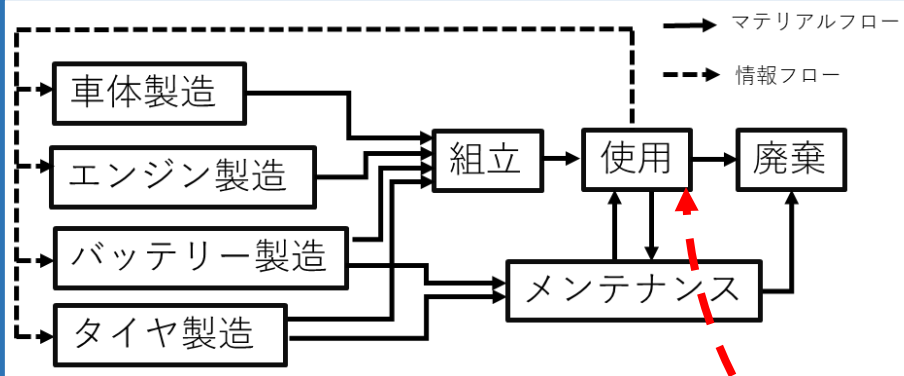 マテリアルフロー
情報フロー
車体製造
エンジン製造
バッテリー製造
タイヤ製造
組立
使用
廃棄
メンテナンス